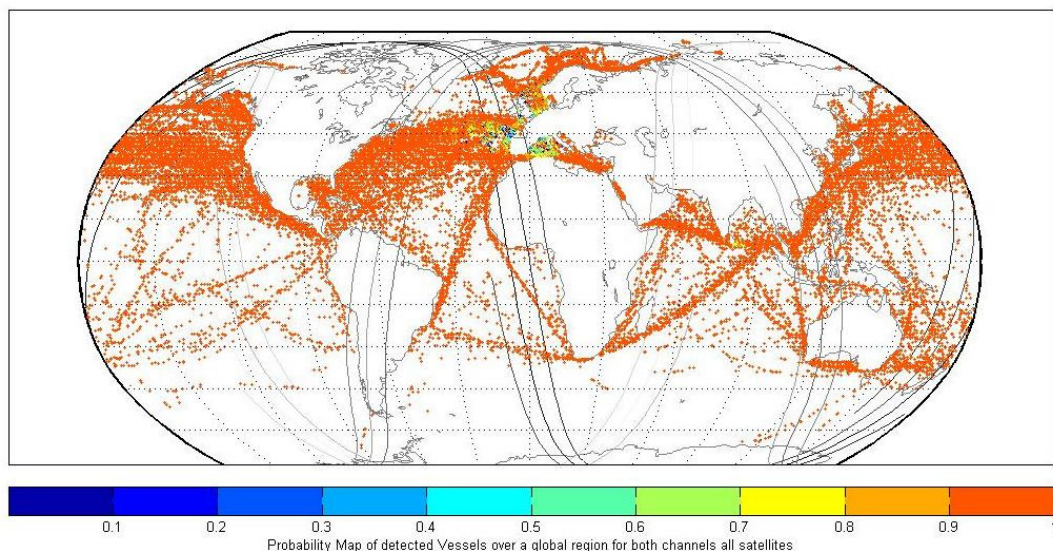 0.1 0.2 0.3 0.4 0.5 0.6 0.7 0.8 0.9
Probability Map of detected Vessels over a global region for both channels all satellites